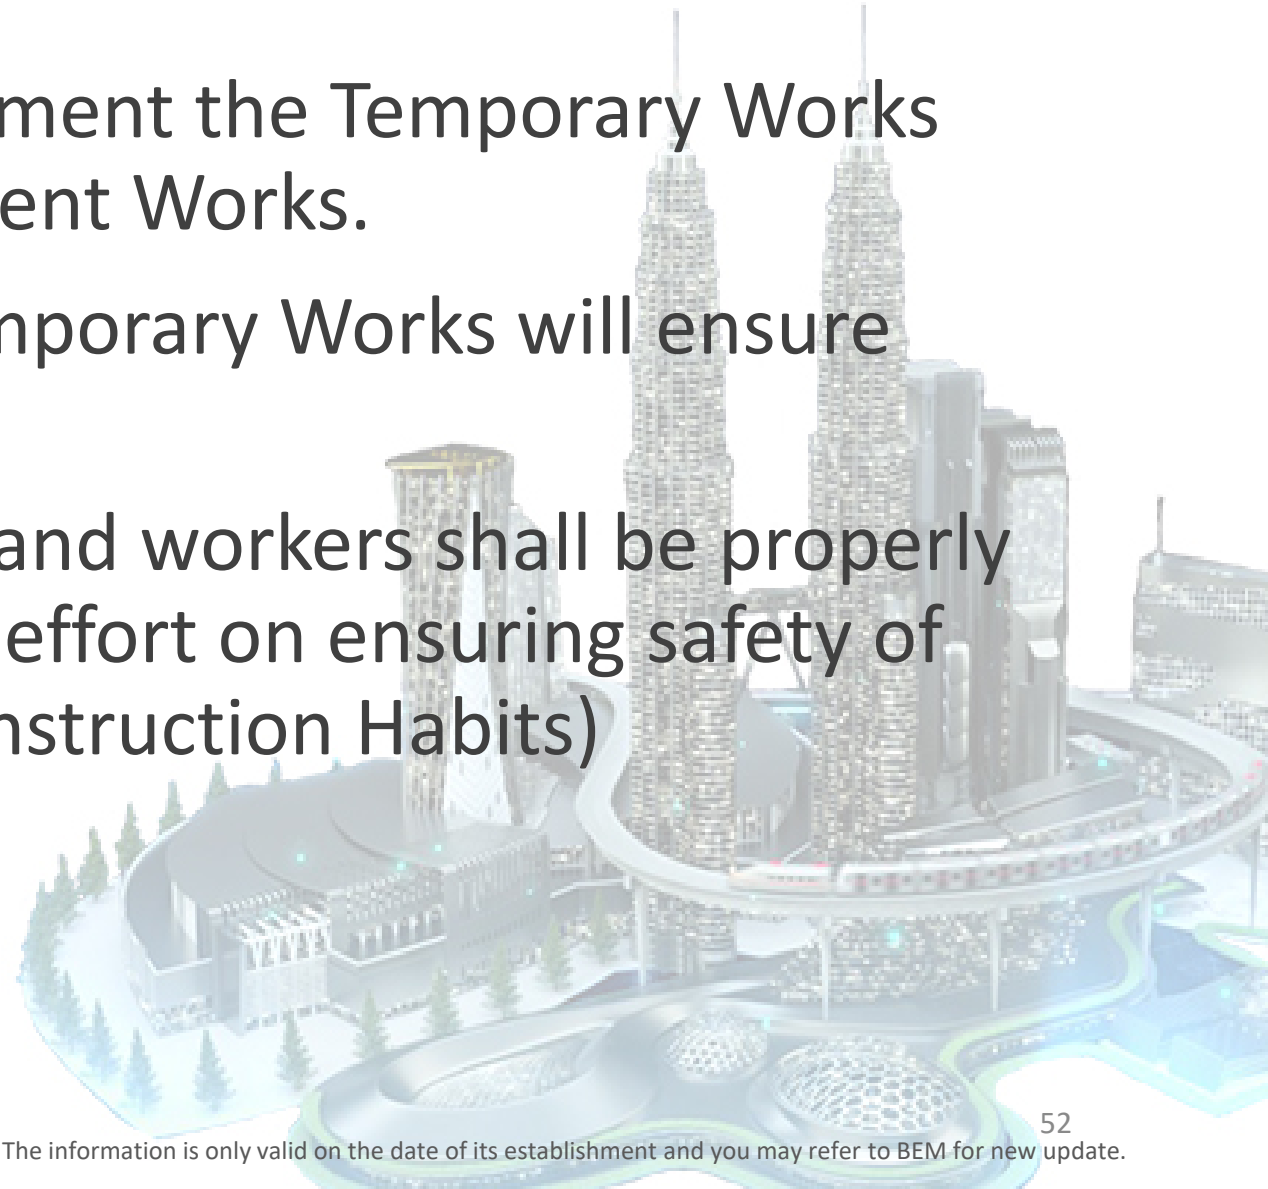 ment the Temporary Works
ent Works.
mporary Works will ensure
and workers shall be properly
effort on ensuring safety of
nstruction Habits)
52
The information is only valid on the date of its establishment and you may refer to BEM for new update.